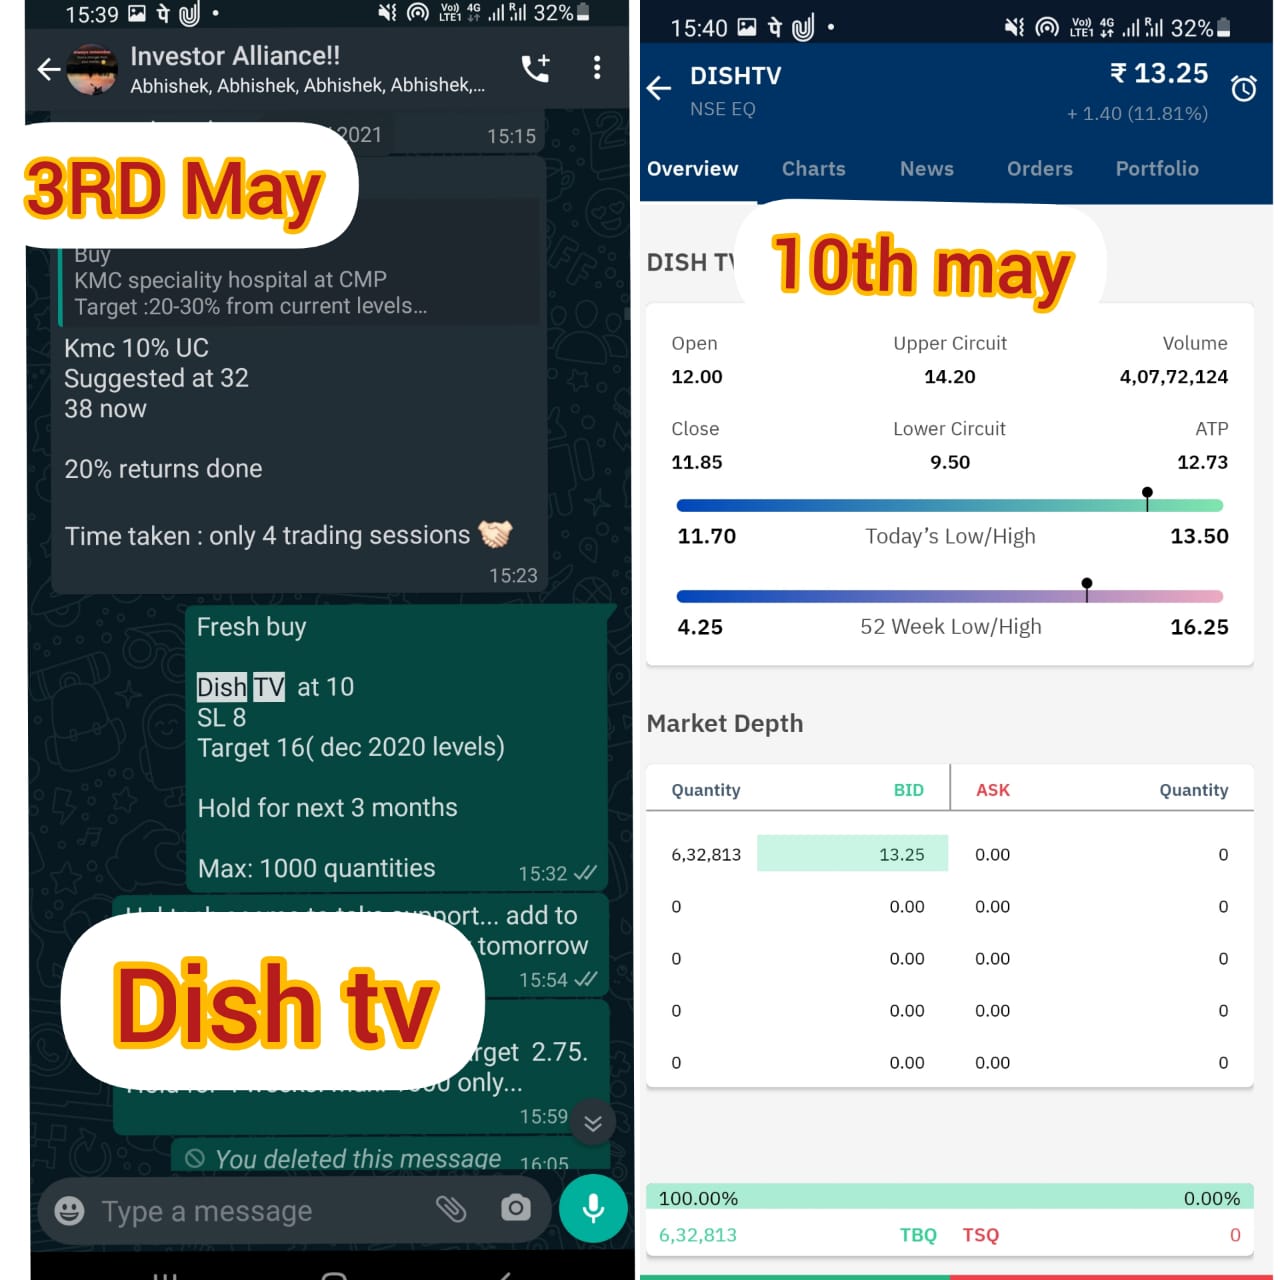 15:39 पे
Vo)) 4G
LTE1 R 32%
Investor Alliance!!
Abhishek, Abhishek, Abhishek, Abhishek,...
2021 15:15
3RD May
Buy
KMC speciality hospital at CMP
Target :20-30% from current levels...
Kmc 10% UC
Suggested at 32
38 now
20% returns done
Time taken : only 4 trading sessions 🤝
15:23
Fresh buy
Dish TV at 10
SL 8
Target 16( dec 2020 levels)
Hold for next 3 months
Max: 1000 quantities 15:32
support... add to
tomorrow
15:54
Dish tv
2.75.
only...
15:59
You deleted this message 16:05
Type a message
15:40 पे
Vo)) 4G
LTE1 R 32%
DISHTV ₹ 13.25
NSE EQ + 1.40 (11.81%)
Overview Charts News Orders Portfolio
DISH TV
10th may
Open Upper Circuit Volume
12.00 14.20 4,07,72,124
Close Lower Circuit ATP
11.85 9.50 12.73
11.70 Today's Low/High 13.50
4.25 52 Week Low/High 16.25
Market Depth
Quantity BID ASK Quantity
6,32,813 13.25 0.00 0
0 0.00 0.00 0
0 0.00 0.00 0
0 0.00 0.00 0
0 0.00 0.00 0
100.00% 0.00%
6,32,813 TBQ TSQ 0